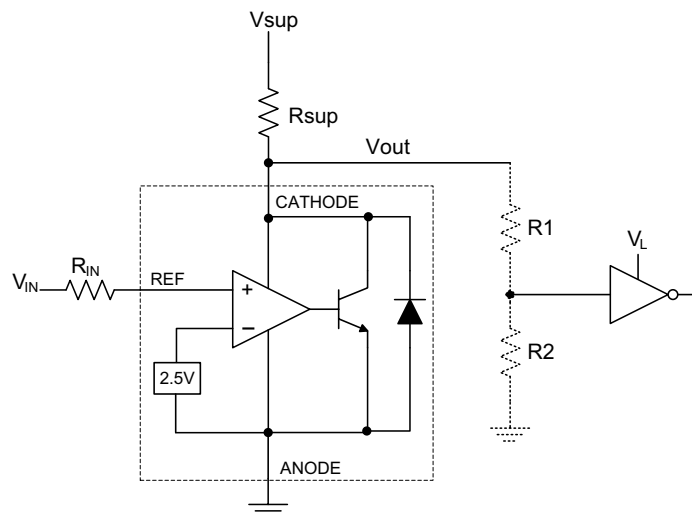 Vsup
Rsup
Vout
CATHODE
R1
RIN
VL
VIN
REF
+
–
R2
2.5V
ANODE